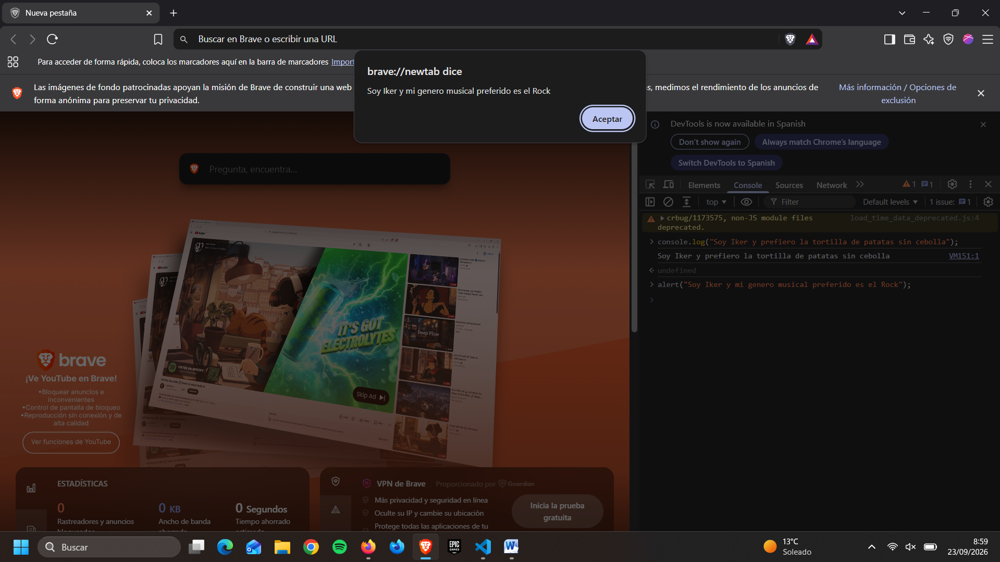 Nueva pestaña
Buscar en Brave o escribir una URL
Para acceder de forma rápida, coloca los marcadores aquí en la barra de marcadores Import
brave://newtab dice
Soy Iker y mi genero musical preferido es el Rock
Aceptar
Las imágenes de fondo patrocinadas apoyan la misión de Brave de construir una web
s, medimos el rendimiento de los anuncios de
forma anónima para preservar tu privacidad.
Más información / Opciones de
exclusión
Pregunta, encuentra...
IT'S GOT
ELECTROLYTES
Deep Flow
LISTEN ON SPOTIFY
Skip Ad
brave
¡Ve YouTube en Brave!
•Bloquear anuncios e
inconvenientes
•Control de pantalla de bloqueo
•Reproducción sin conexión y de
alta calidad
Ver funciones de YouTube
ESTADÍSTICAS
0
Rastreadores y anuncios
bloqueados
0 KB
Ancho de banda
ahorrado
0 Segundos
Tiempo ahorrado
estimado
VPN de Brave
Proporcionado por Guardian
Más privacidad y seguridad en línea
Oculte su IP y cambie su ubicación
Protege todas las aplicaciones de tu
Inicia la prueba
gratuita
DevTools is now available in Spanish
Don't show again
Always match Chrome's language
Switch DevTools to Spanish
Elements
Console
Sources
Network
1
1
top
Filter
Default levels
1 issue: 1
crbug/1173575, non-JS module files
deprecated.
load_time_data_deprecated.js:4
console.log("Soy Iker y prefiero la tortilla de patatas sin cebolla");
Soy Iker y prefiero la tortilla de patatas sin cebolla
VM151:1
undefined
alert("Soy Iker y mi genero musical preferido es el Rock");
Buscar
EPIC
GAMES
13°C
Soleado
8:59
23/09/2026